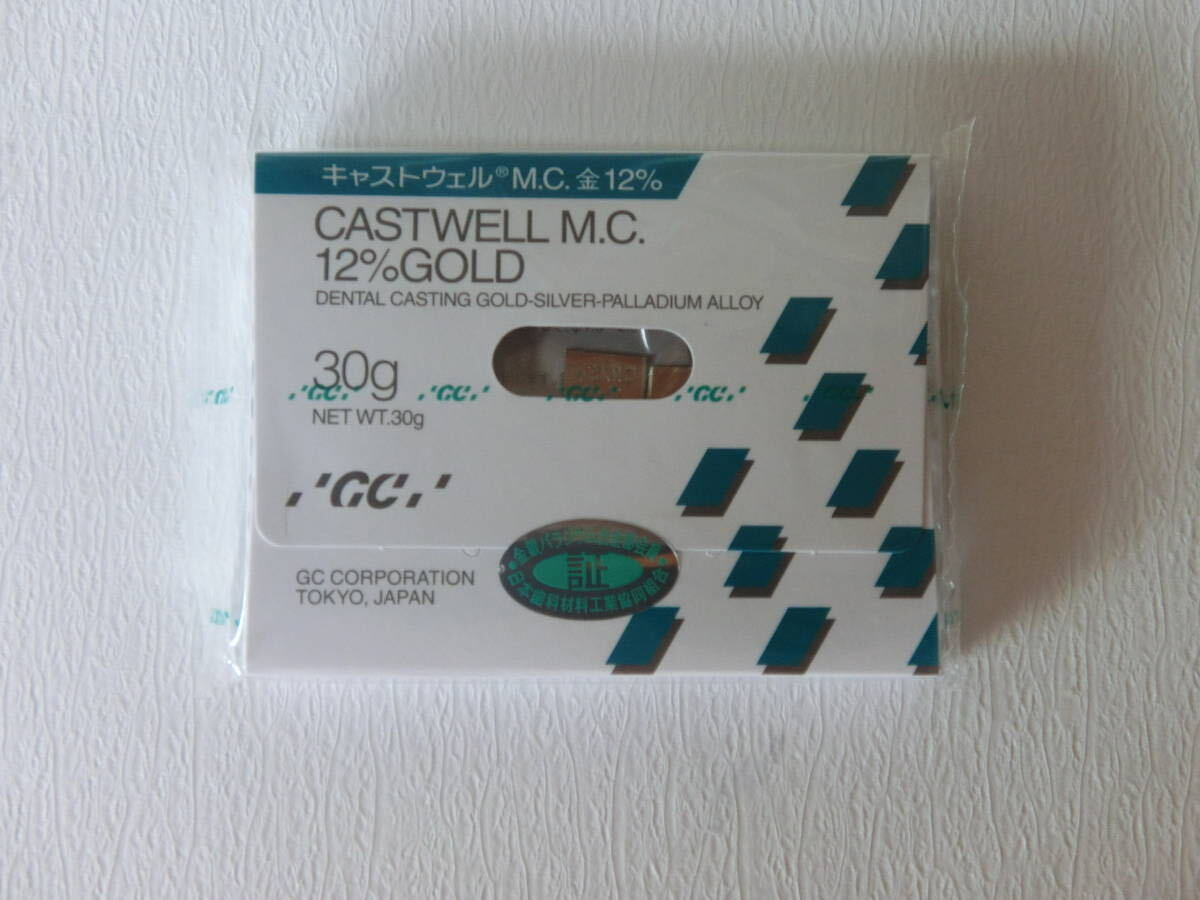 キャストウェル® M.C. 金12%
CASTWELL M.C.
12%GOLD
DENTAL CASTING GOLD-SILVER-PALLADIUM ALLOY
30g
GC GC GC GC
NET WT.30g
GC
GC CORPORATION
TOKYO, JAPAN
証
日本歯科材料工業協同組合